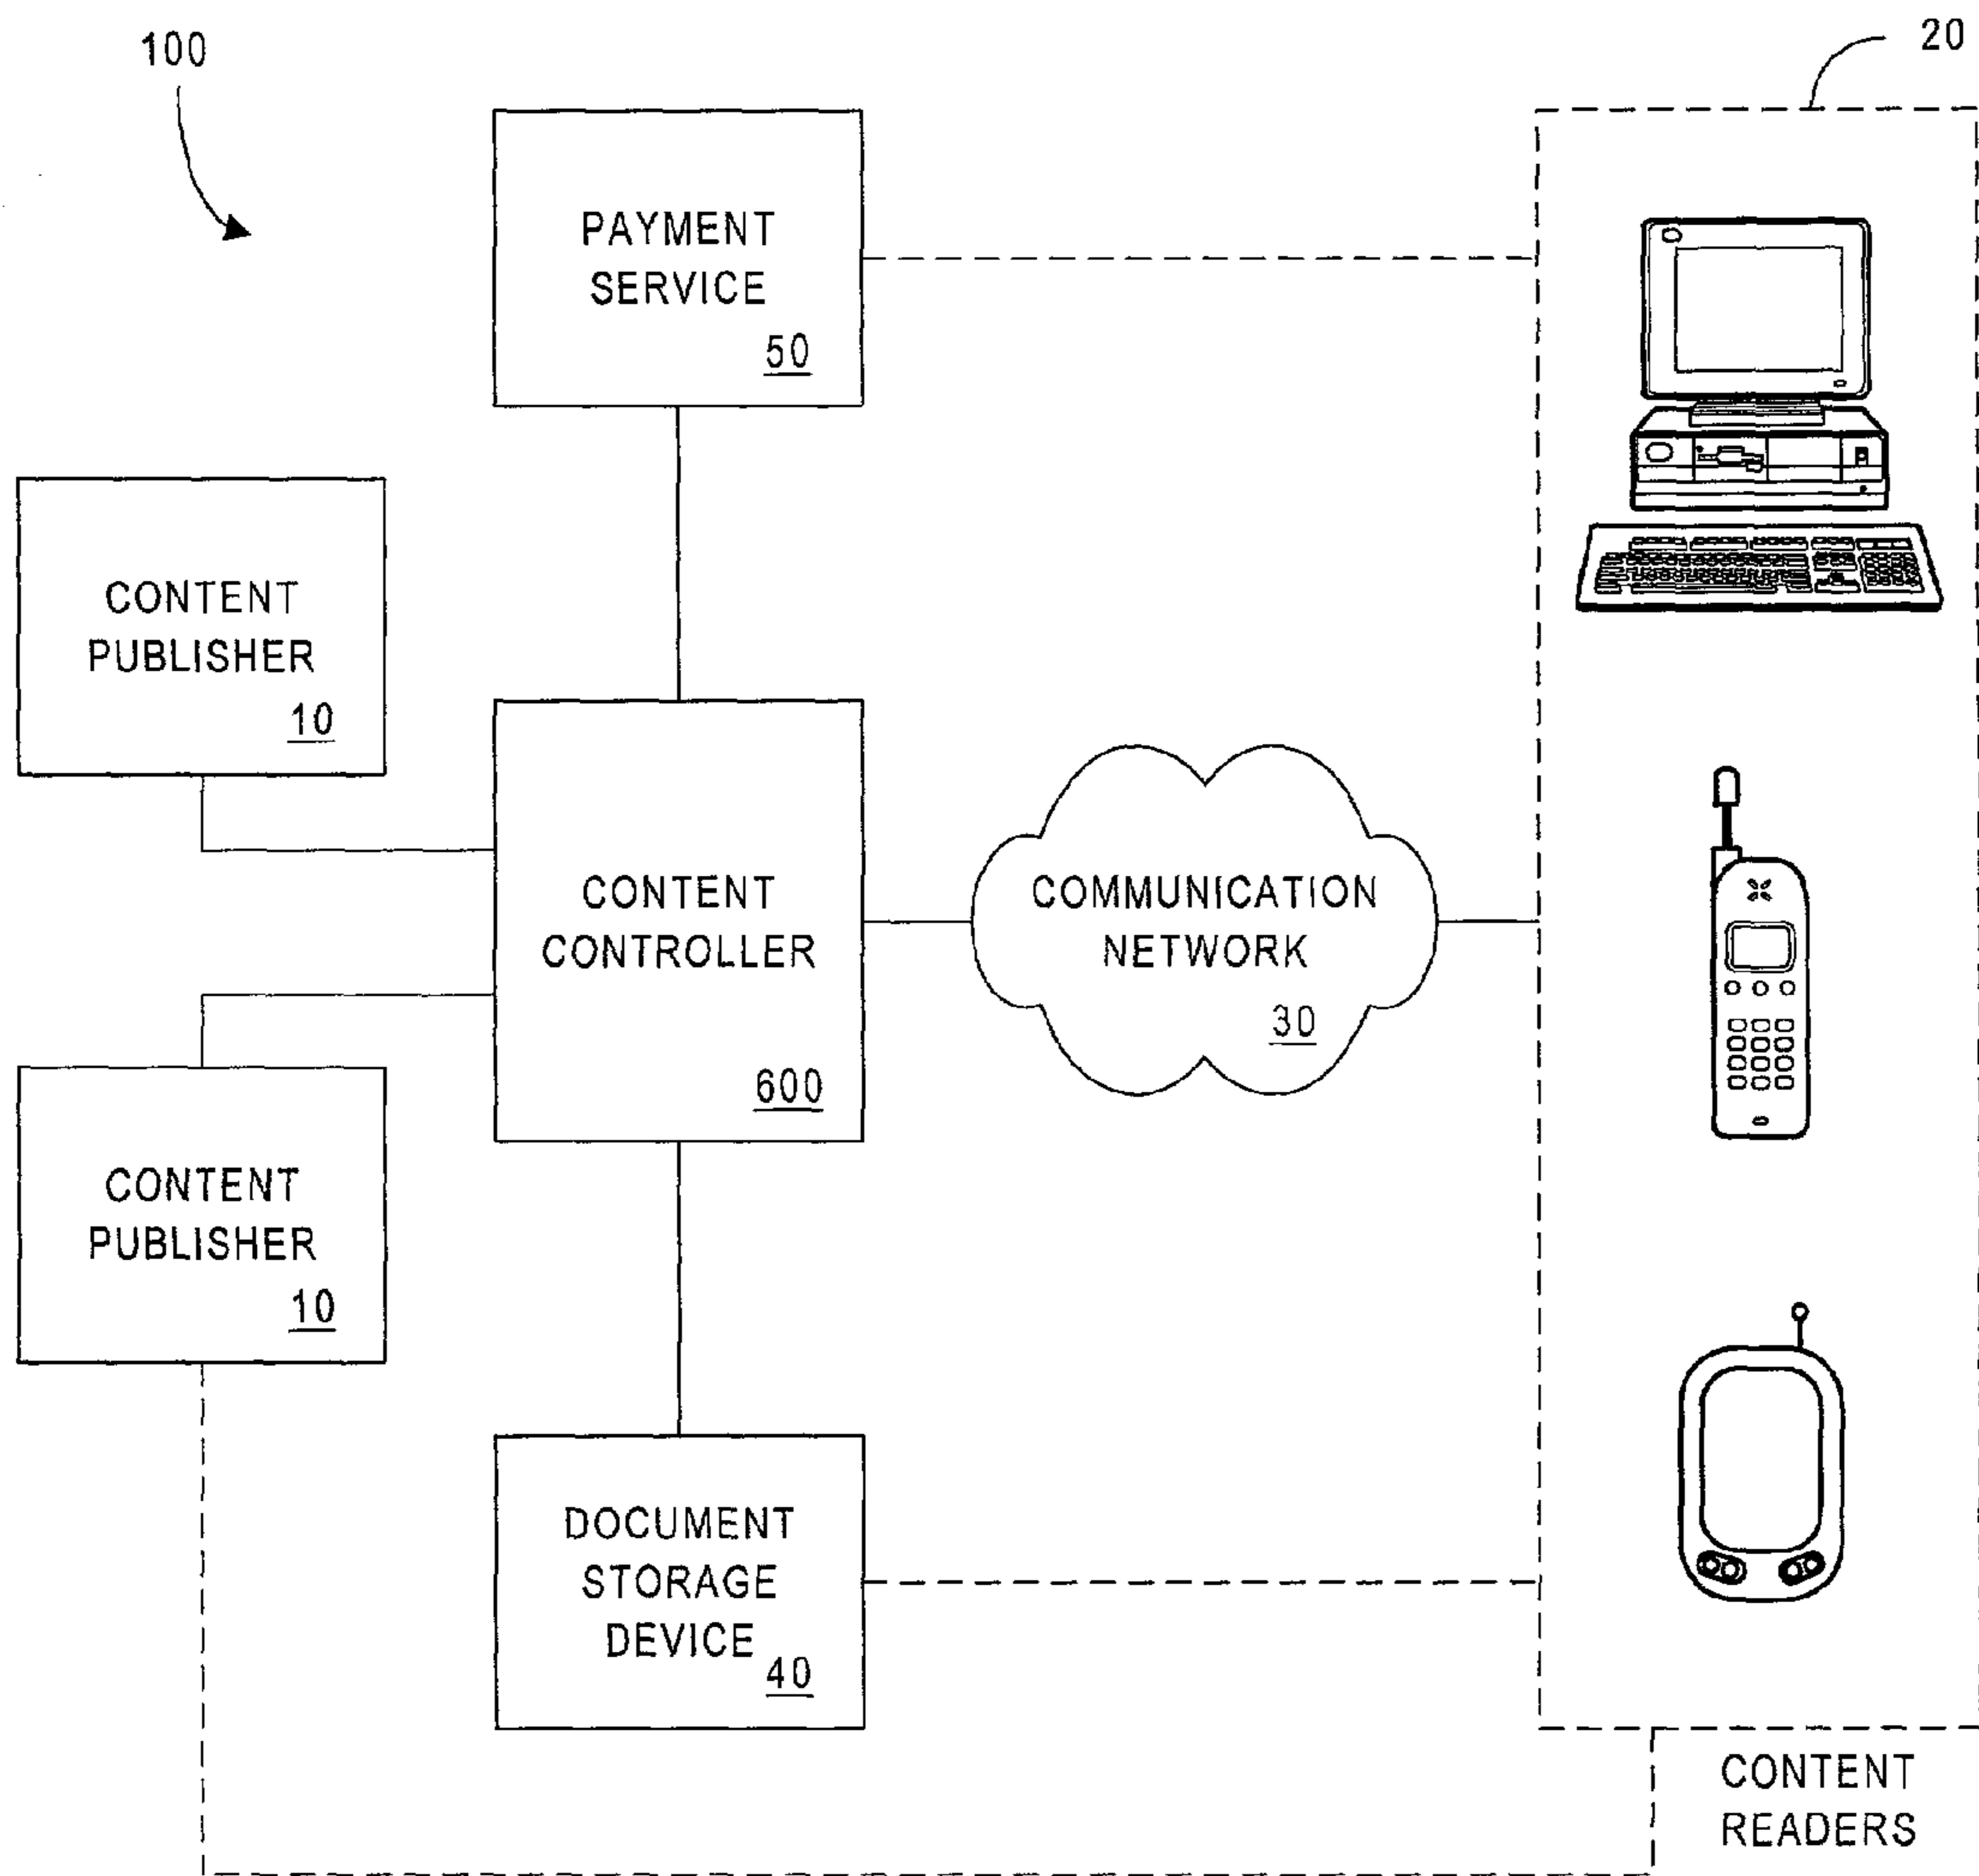 100
20
PAYMENT
SERVICE
50
CONTENT
PUBLISHER
10
CONTENT
CONTROLLER
600
COMMUNICATION
NETWORK
30
CONTENT
PUBLISHER
10
DOCUMENT
STORAGE
DEVICE
40
CONTENT
READERS